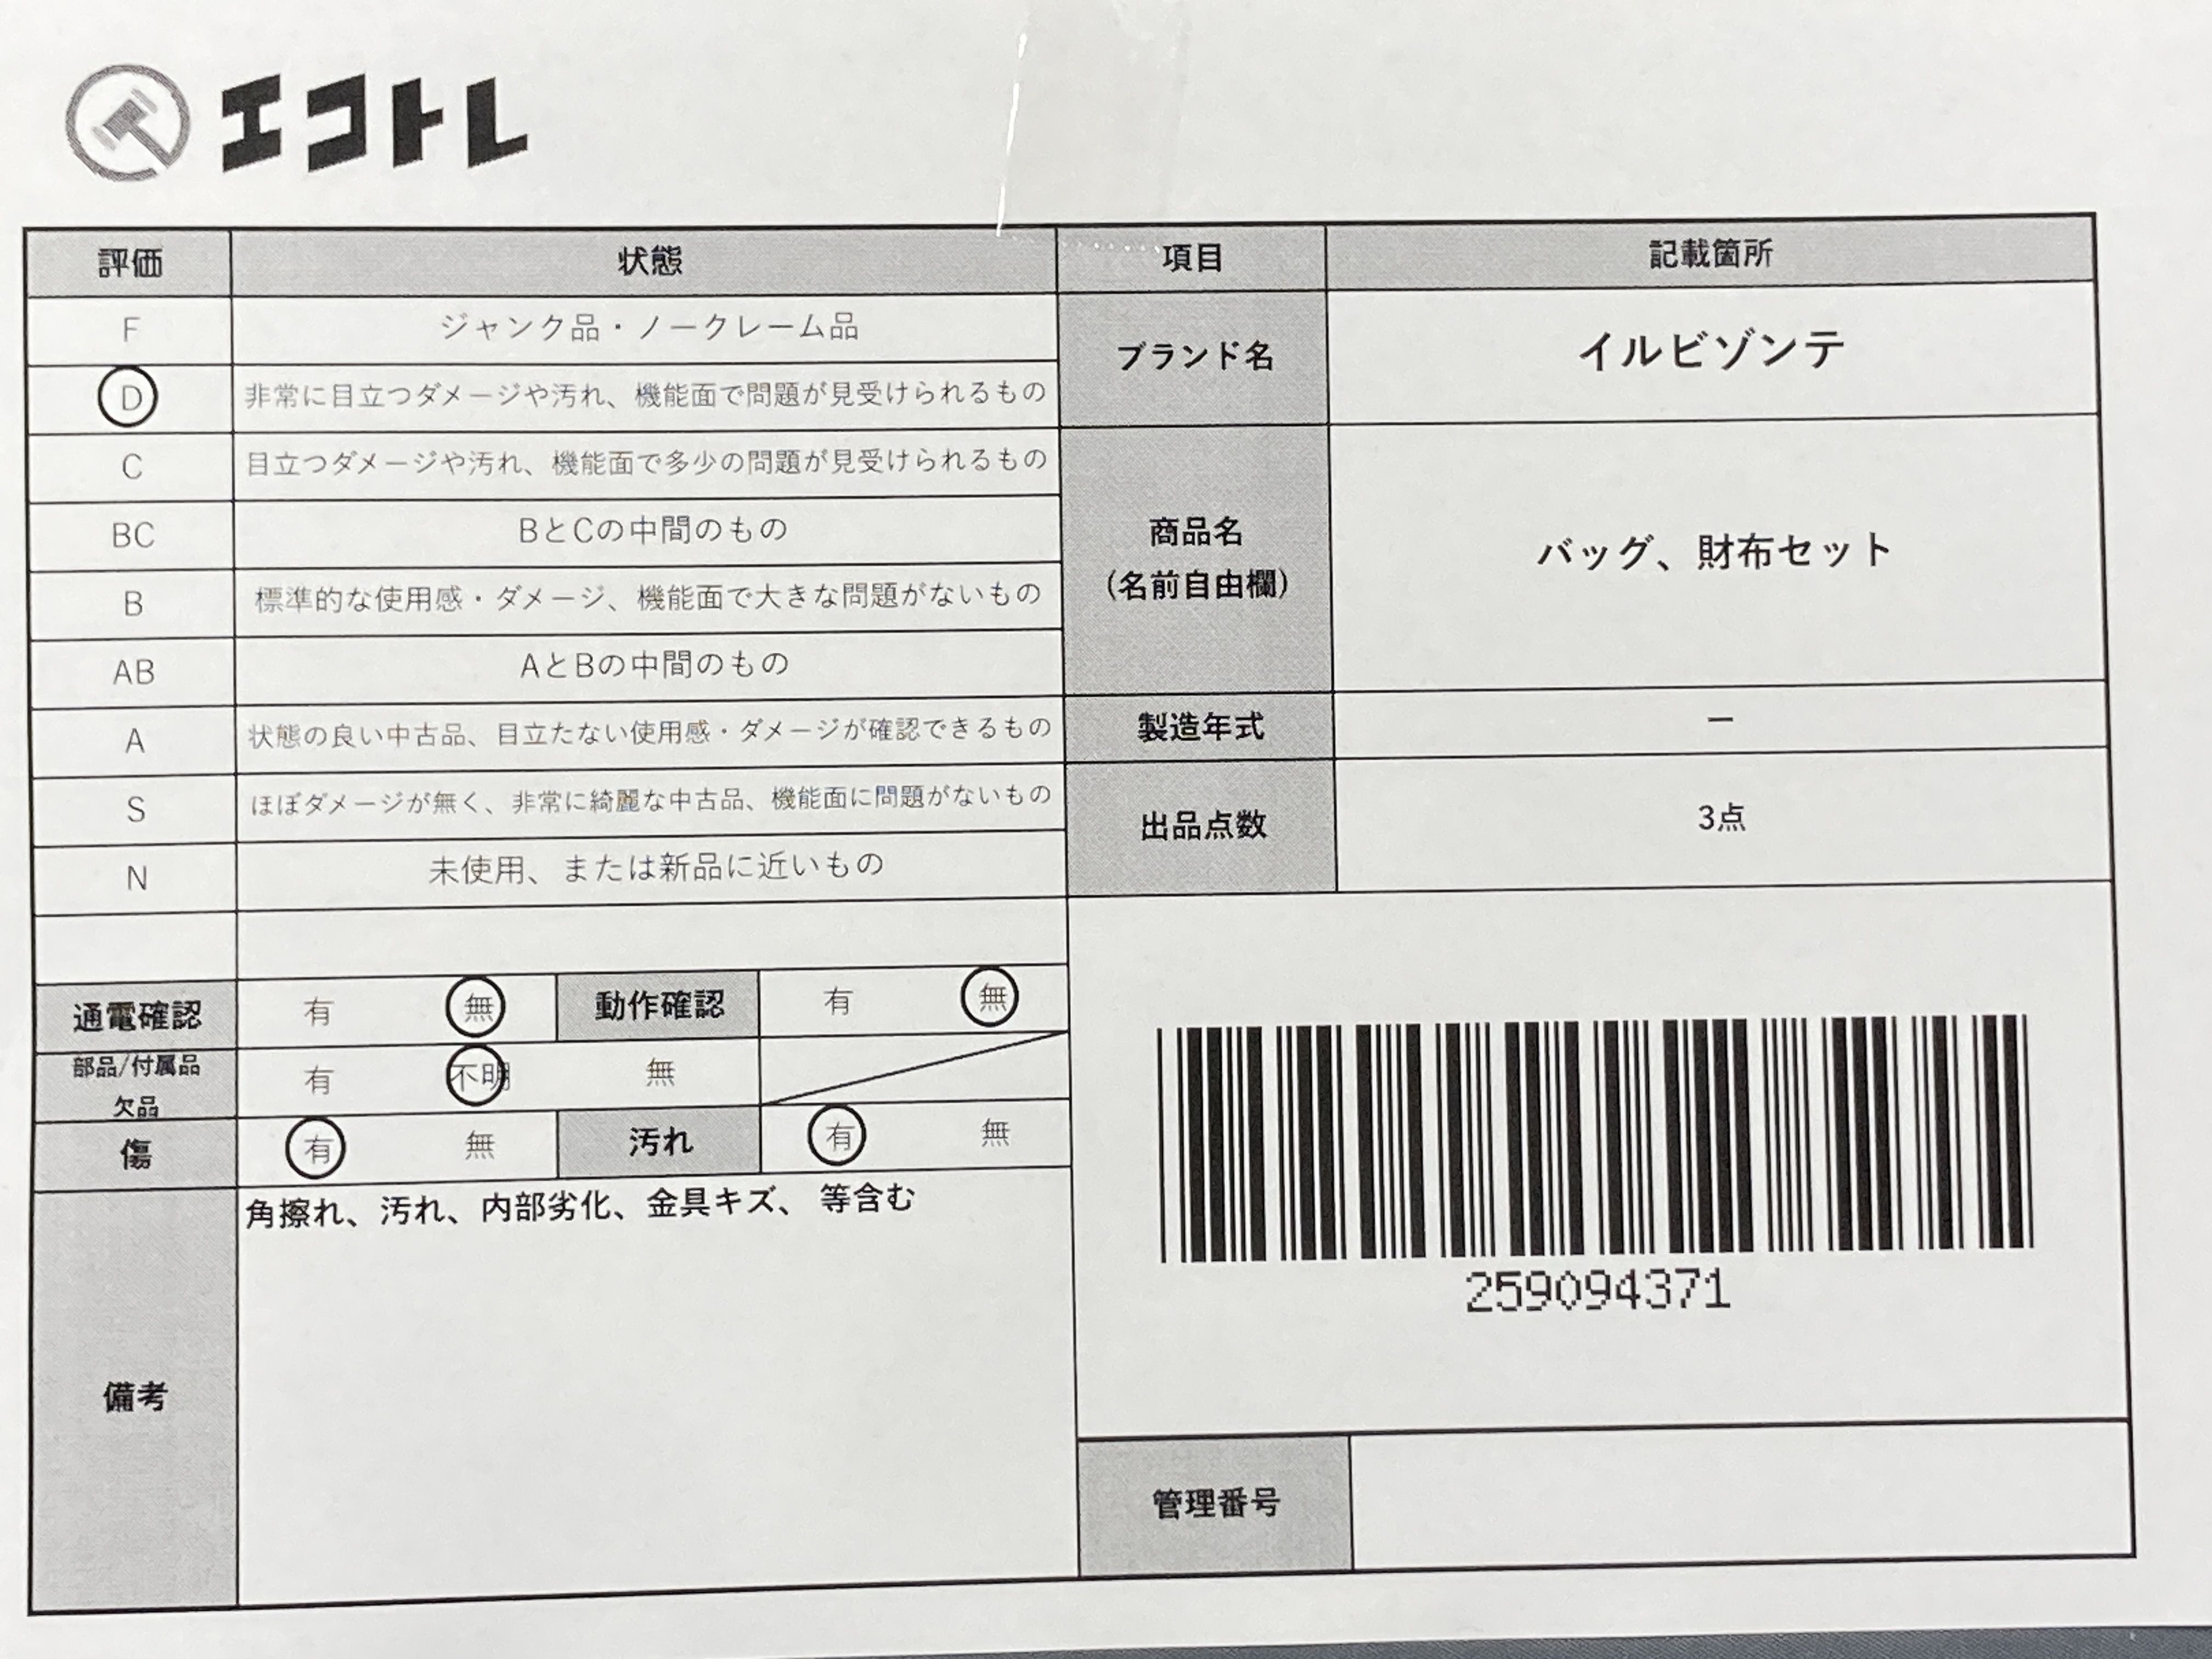 エコトレ
評価 状態 項目 記載箇所
F ジャンク品・ノークレーム品
D 非常に目立つダメージや汚れ、機能面で問題が見受けられるもの
ブランド名 イルビゾンテ
C 目立つダメージや汚れ、機能面で多少の問題が見受けられるもの
BC BとCの中間のもの
B 標準的な使用感・ダメージ、機能面で大きな問題がないもの
商品名
(名前自由欄)
バッグ、財布セット
AB AとBの中間のもの
A 状態の良い中古品、目立たない使用感・ダメージが確認できるもの
製造年式 ー
S ほぼダメージが無く、非常に綺麗な中古品、機能面に問題がないもの
出品点数 3点
N 未使用、または新品に近いもの
通電確認 有 無 動作確認 有 無
部品/付属品
欠品
有 不明 無
傷 有 無 汚れ 有 無
備考
角擦れ、汚れ、内部劣化、金具キズ、 等含む
259094371
管理番号